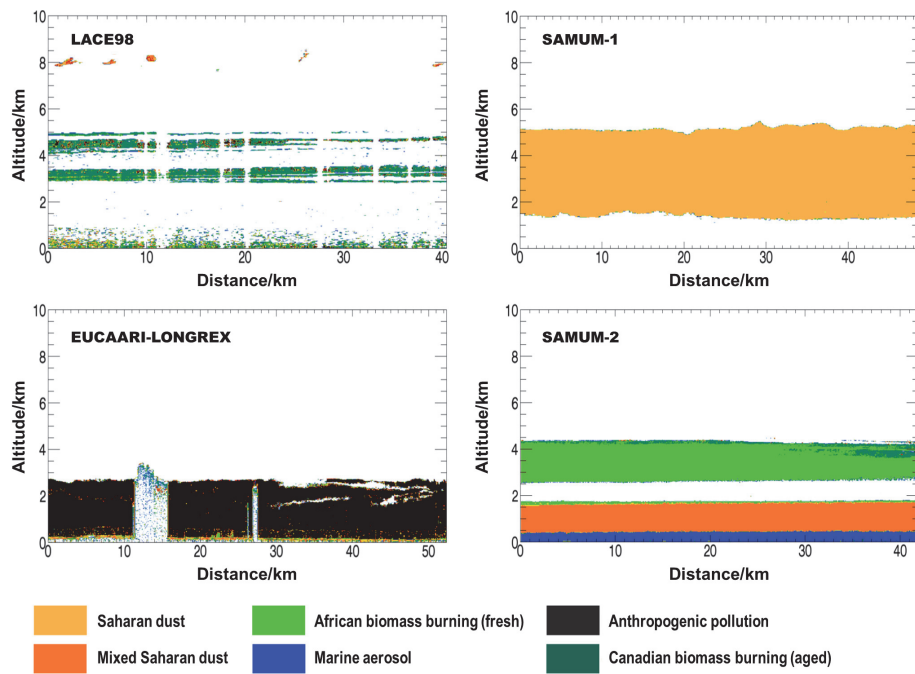 LACE98
Altitude/km
10
8
6
4
2
0
0 10 20 30 40
Distance/km
SAMUM-1
Altitude/km
10
8
6
4
2
0
0 10 20 30 40
Distance/km
EUCAARI-LONGREX
Altitude/km
10
8
6
4
2
0
0 10 20 30 40 50
Distance/km
SAMUM-2
Altitude/km
10
8
6
4
2
0
0 10 20 30 40
Distance/km
Saharan dust
African biomass burning (fresh)
Anthropogenic pollution
Mixed Saharan dust
Marine aerosol
Canadian biomass burning (aged)